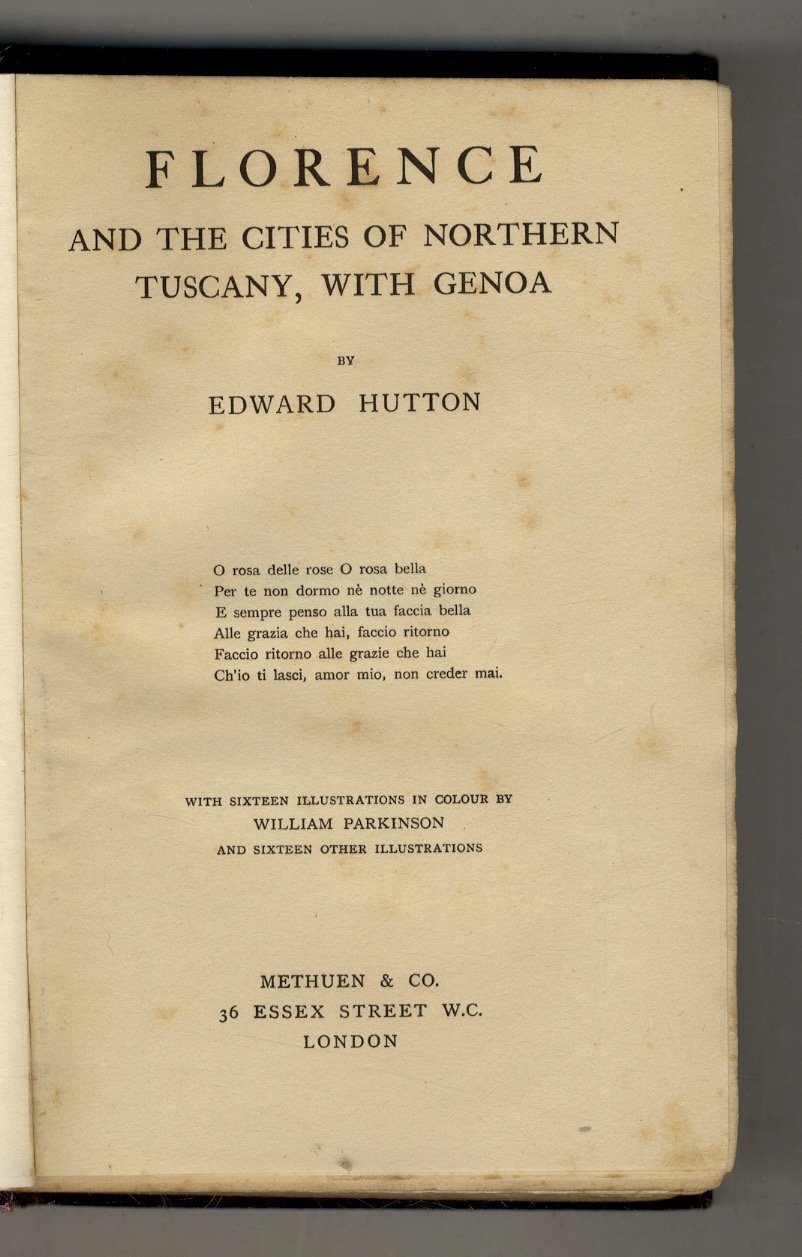 FLORENCE
AND THE CITIES OF NORTHERN
TUSCANY, WITH GENOA
BY
EDWARD HUTTON
O rosa delle rose O rosa bella
Per te non dormo nè notte nè giorno
E sempre penso alla tua faccia bella
Alle grazia che hai, faccio ritorno
Faccio ritorno alle grazie che hai
Ch'io ti lasci, amor mio, non creder mai.
WITH SIXTEEN ILLUSTRATIONS IN COLOUR BY
WILLIAM PARKINSON
AND SIXTEEN OTHER ILLUSTRATIONS
METHUEN & CO.
36 ESSEX STREET W.C.
LONDON